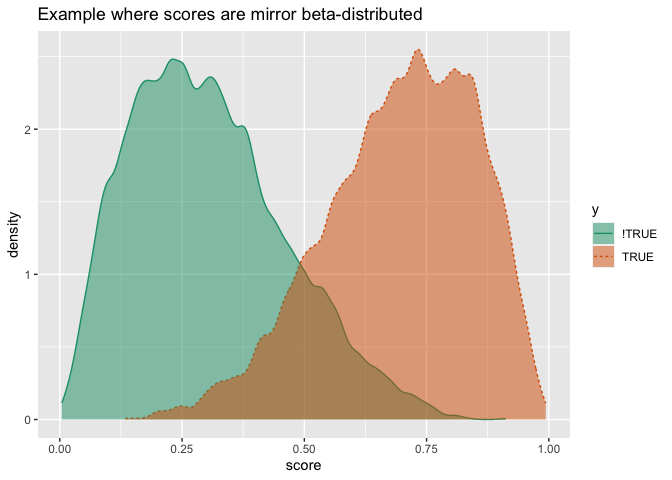 Example where scores are mirror beta-distributed
density
2
1
0
0.00 0.25 0.50 0.75 1.00
score
y
!TRUE
TRUE